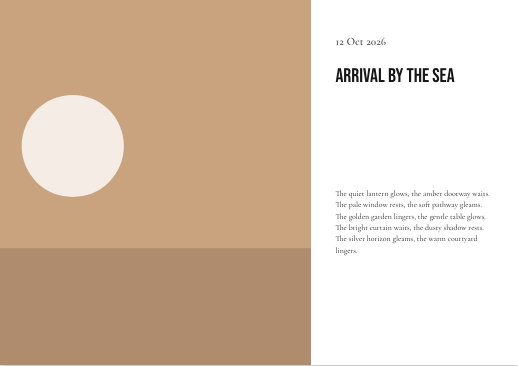 12 Oct 2026
ARRIVAL BY THE SEA
The quiet lantern glows, the amber doorway waits.
The pale window rests, the soft pathway gleams.
The golden garden lingers, the gentle table glows.
The bright curtain waits, the dusty shadow rests.
The silver horizon gleams, the warm courtyard
lingers.